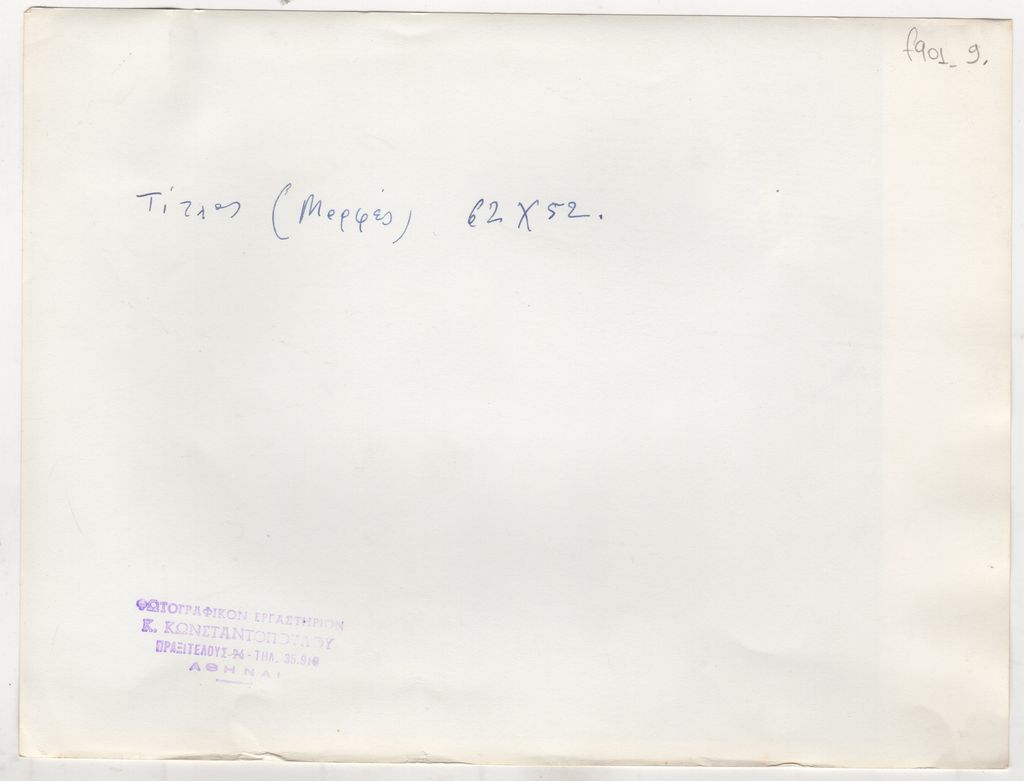 f901_9.
Τίτλος (Μορφές) 62 Χ 52.
ΦΩΤΟΓΡΑΦΙΚΟΝ ΕΡΓΑΣΤΗΡΙΟΝ
Κ. ΚΩΝΣΤΑΝΤΟΠΟΥΛΟΥ
ΠΡΑΞΙΤΕΛΟΥΣ 24 - ΤΗΛ. 35.910
ΑΘΗΝΑΙ